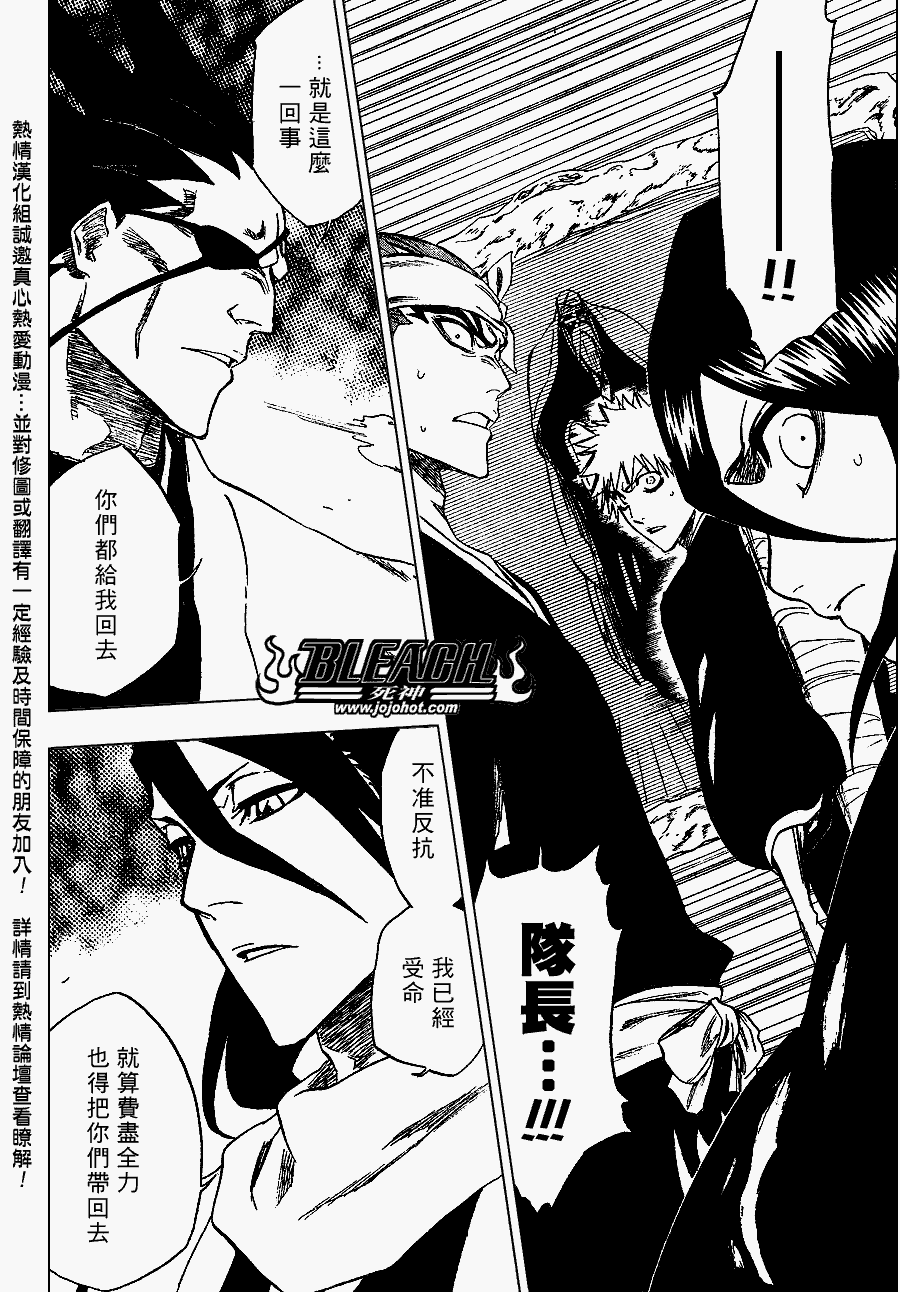 ——!!
隊長…!!!
…就是這麼
一回事
你們都給我回去
不准反抗
我已經
受命
就算費盡全力
也得把你們帶回去
BLEACH
死神
www.jojohot.com
熱情漢化組誠邀真心熱愛動漫…並對修圖或翻譯有一定經驗及時間保障的朋友加入！ 詳情請到熱情論壇查看瞭解！